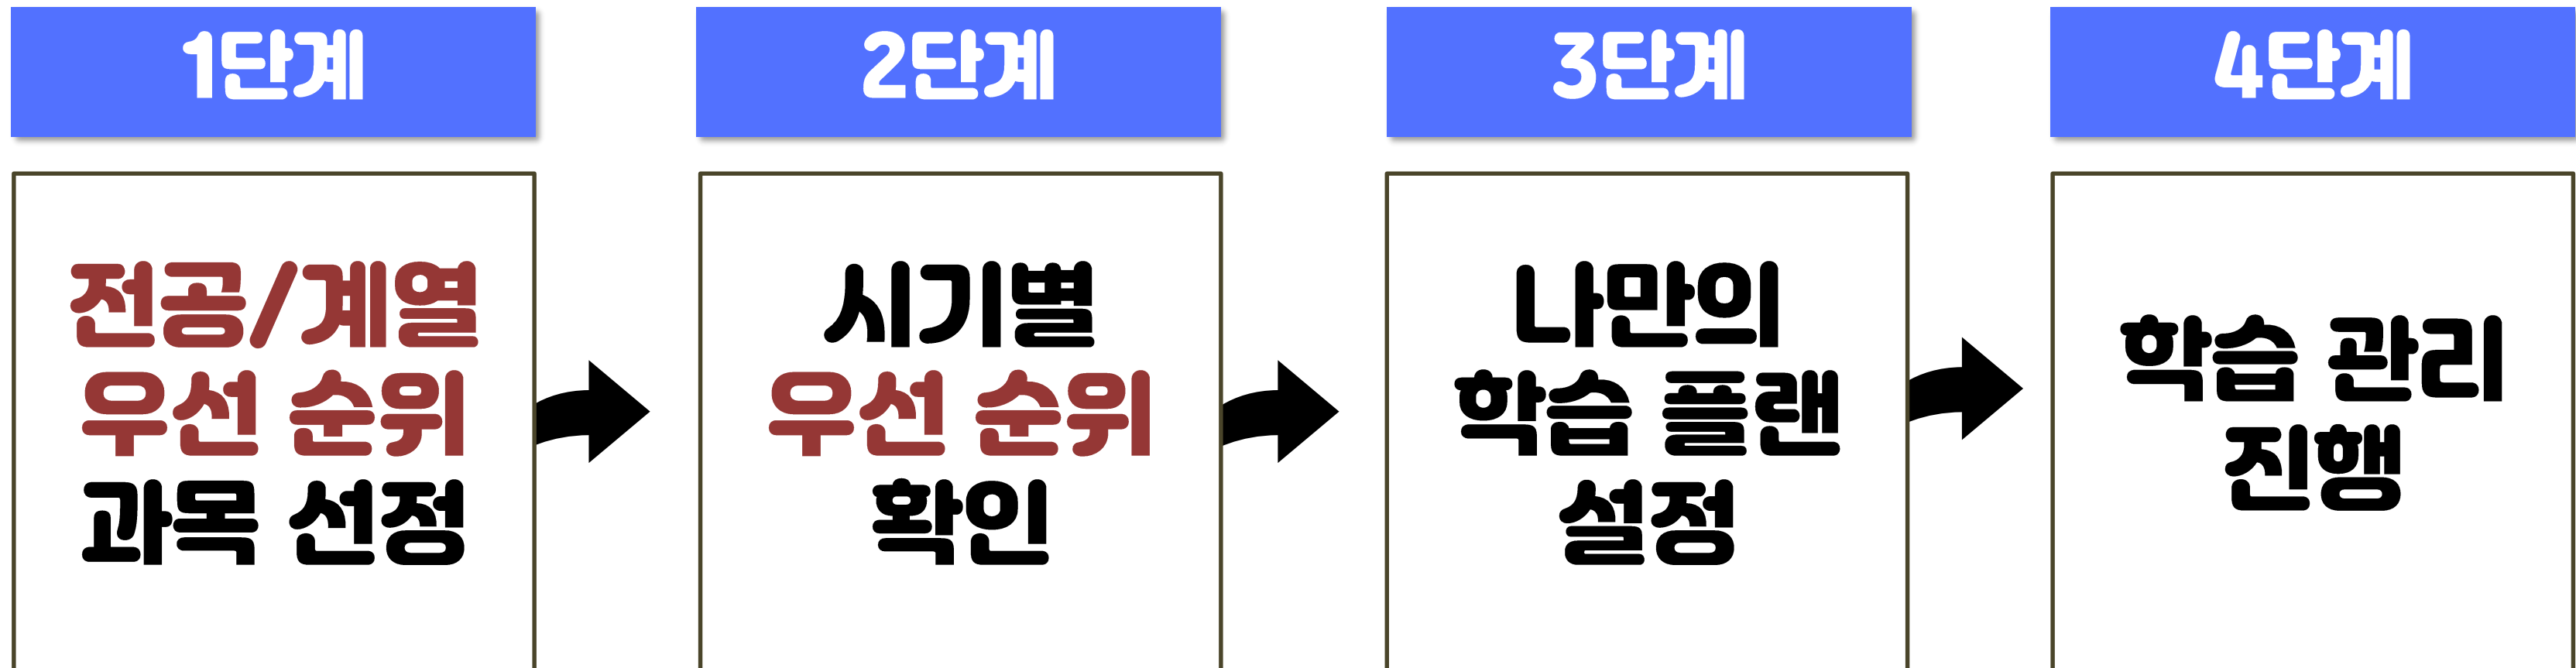 1단계
전공/계열
우선 순위
과목 선정
2단계
시기별
우선 순위
확인
3단계
나만의
학습 플랜
설정
4단계
학습 관리
진행